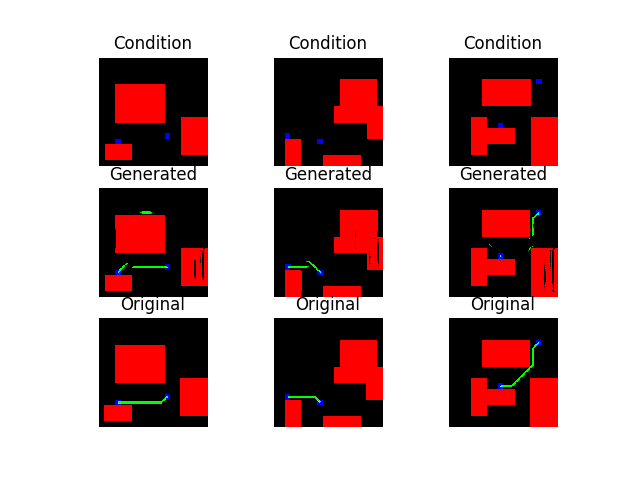 Condition Condition Condition
Generated Generated Generated
Original Original Original